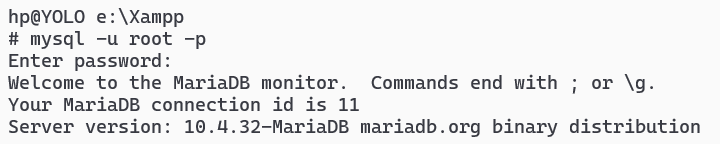 hp@YOLO e:\Xampp
# mysql -u root -p
Enter password:
Welcome to the MariaDB monitor.  Commands end with ; or \g.
Your MariaDB connection id is 11
Server version: 10.4.32-MariaDB mariadb.org binary distribution